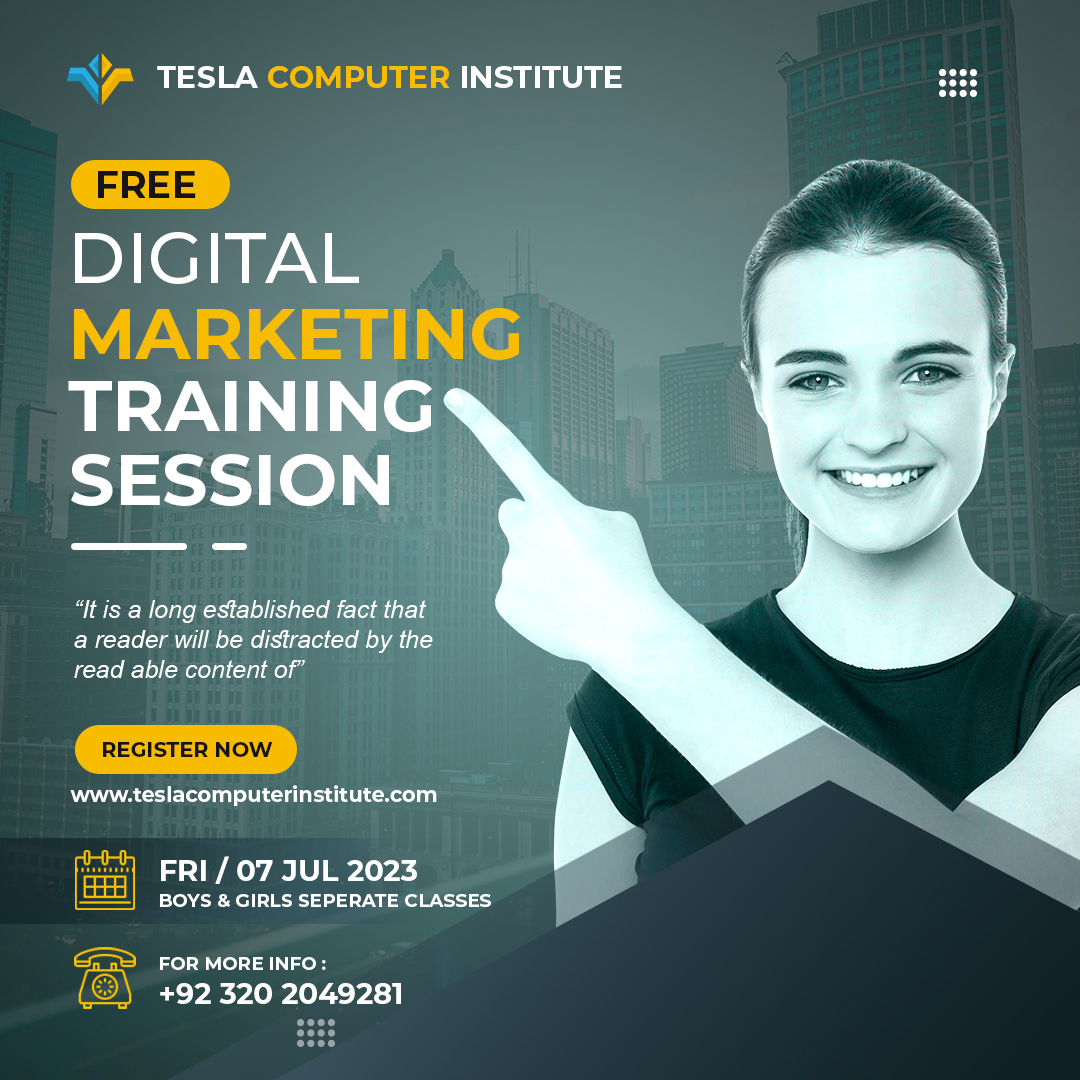 TESLA COMPUTER INSTITUTE
FREE
DIGITAL
MARKETING
TRAINING
SESSION
“It is a long established fact that
a reader will be distracted by the
read able content of”
REGISTER NOW
www.teslacomputerinstitute.com
FRI / 07 JUL 2023
BOYS & GIRLS SEPERATE CLASSES
FOR MORE INFO :
+92 320 2049281